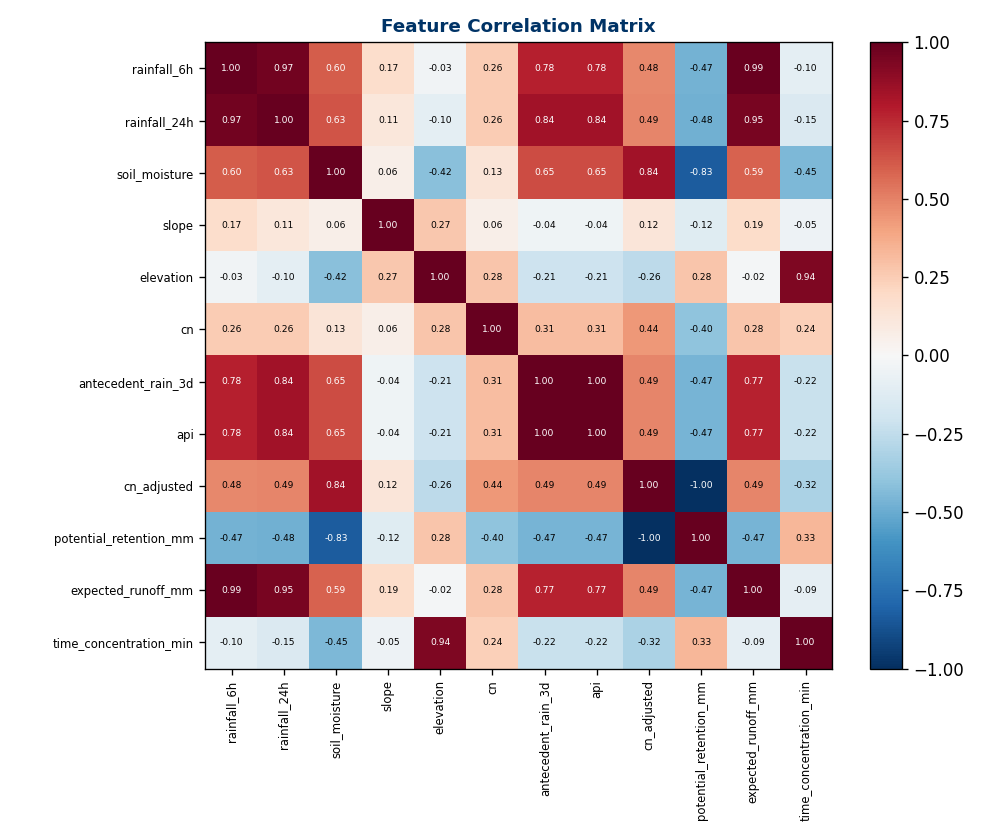 Feature Correlation Matrix
rainfall_6h 1.00 0.97 0.60 0.17 -0.03 0.26 0.78 0.78 0.48 -0.47 0.99 -0.10
rainfall_24h 0.97 1.00 0.63 0.11 -0.10 0.26 0.84 0.84 0.49 -0.48 0.95 -0.15
soil_moisture 0.60 0.63 1.00 0.06 -0.42 0.13 0.65 0.65 0.84 -0.83 0.59 -0.45
slope 0.17 0.11 0.06 1.00 0.27 0.06 -0.04 -0.04 0.12 -0.12 0.19 -0.05
elevation -0.03 -0.10 -0.42 0.27 1.00 0.28 -0.21 -0.21 -0.26 0.28 -0.02 0.94
cn 0.26 0.26 0.13 0.06 0.28 1.00 0.31 0.31 0.44 -0.40 0.28 0.24
antecedent_rain_3d 0.78 0.84 0.65 -0.04 -0.21 0.31 1.00 1.00 0.49 -0.47 0.77 -0.22
api 0.78 0.84 0.65 -0.04 -0.21 0.31 1.00 1.00 0.49 -0.47 0.77 -0.22
cn_adjusted 0.48 0.49 0.84 0.12 -0.26 0.44 0.49 0.49 1.00 -1.00 0.49 -0.32
potential_retention_mm -0.47 -0.48 -0.83 -0.12 0.28 -0.40 -0.47 -0.47 -1.00 1.00 -0.47 0.33
expected_runoff_mm 0.99 0.95 0.59 0.19 -0.02 0.28 0.77 0.77 0.49 -0.47 1.00 -0.09
time_concentration_min -0.10 -0.15 -0.45 -0.05 0.94 0.24 -0.22 -0.22 -0.32 0.33 -0.09 1.00
rainfall_6h
rainfall_24h
soil_moisture
slope
elevation
cn
antecedent_rain_3d
api
cn_adjusted
potential_retention_mm
expected_runoff_mm
time_concentration_min
1.00
0.75
0.50
0.25
0.00
−0.25
−0.50
−0.75
−1.00